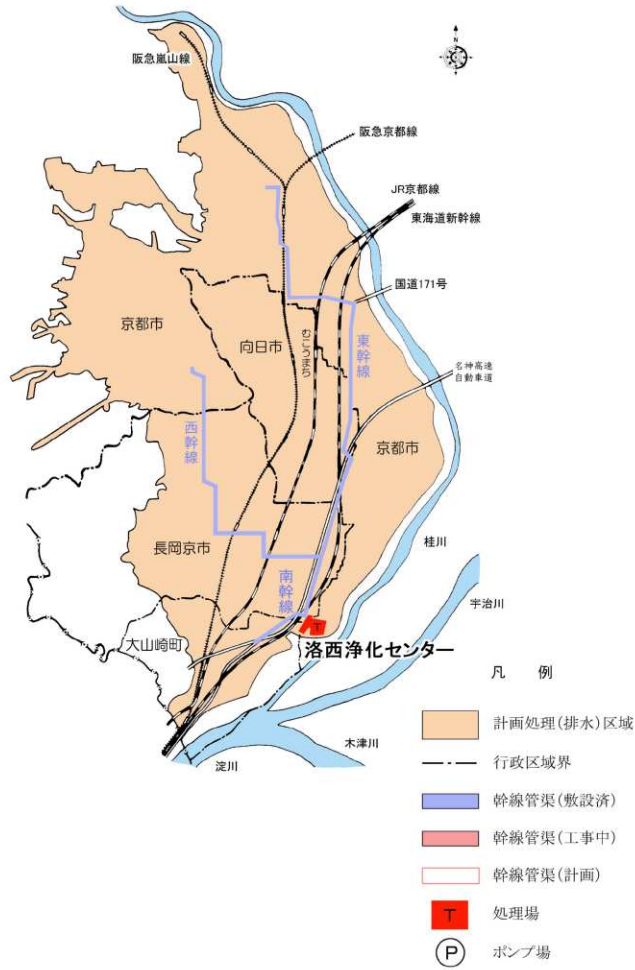 N
阪急嵐山線
阪急京都線
JR京都線
東海道新幹線
国道171号
京都市
向日市
むこうまち
東幹線
名神高速
自動車道
西幹線
京都市
長岡京市
桂川
南幹線
宇治川
大山崎町
T
洛西浄化センター
木津川
淀川
凡 例
計画処理(排水)区域
行政区域界
幹線管渠(敷設済)
幹線管渠(工事中)
幹線管渠(計画)
T 処理場
P ポンプ場